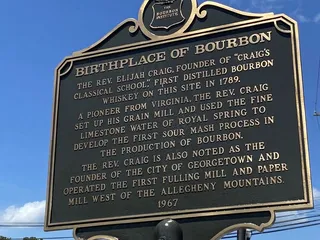 THE
BOURBON
INSTITUTE
BIRTHPLACE OF BOURBON
THE REV. ELIJAH CRAIG, FOUNDER OF "CRAIG'S
CLASSICAL SCHOOL," FIRST DISTILLED BOURBON
WHISKEY ON THIS SITE IN 1789.
A PIONEER FROM VIRGINIA, THE REV. CRAIG
SET UP HIS GRAIN MILL AND USED THE FINE
LIMESTONE WATER OF ROYAL SPRING TO
DEVELOP THE FIRST SOUR MASH PROCESS IN
THE PRODUCTION OF BOURBON.
THE REV. CRAIG IS ALSO NOTED AS THE
FOUNDER OF THE CITY OF GEORGETOWN AND
OPERATED THE FIRST FULLING MILL AND PAPER
MILL WEST OF THE ALLEGHENY MOUNTAINS
1967